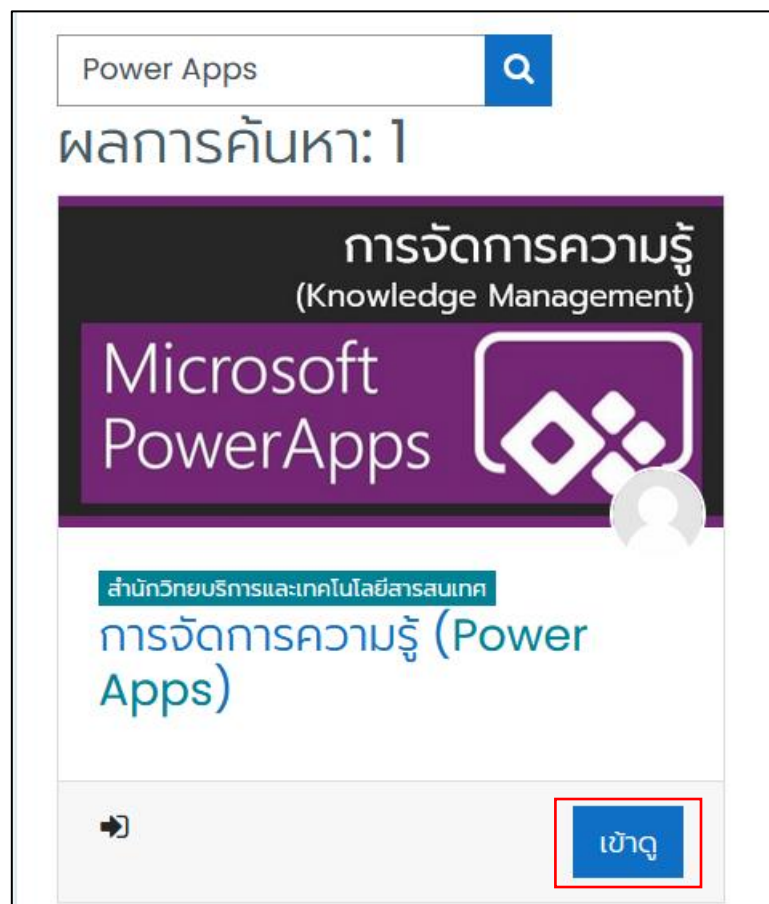 Power Apps
ผลการค้นหา: 1
การจัดการความรู้
(Knowledge Management)
Microsoft
PowerApps
สำนักวิทยบริการและเทคโนโลยีสารสนเทศ
การจัดการความรู้ (Power
Apps)
เข้าดู